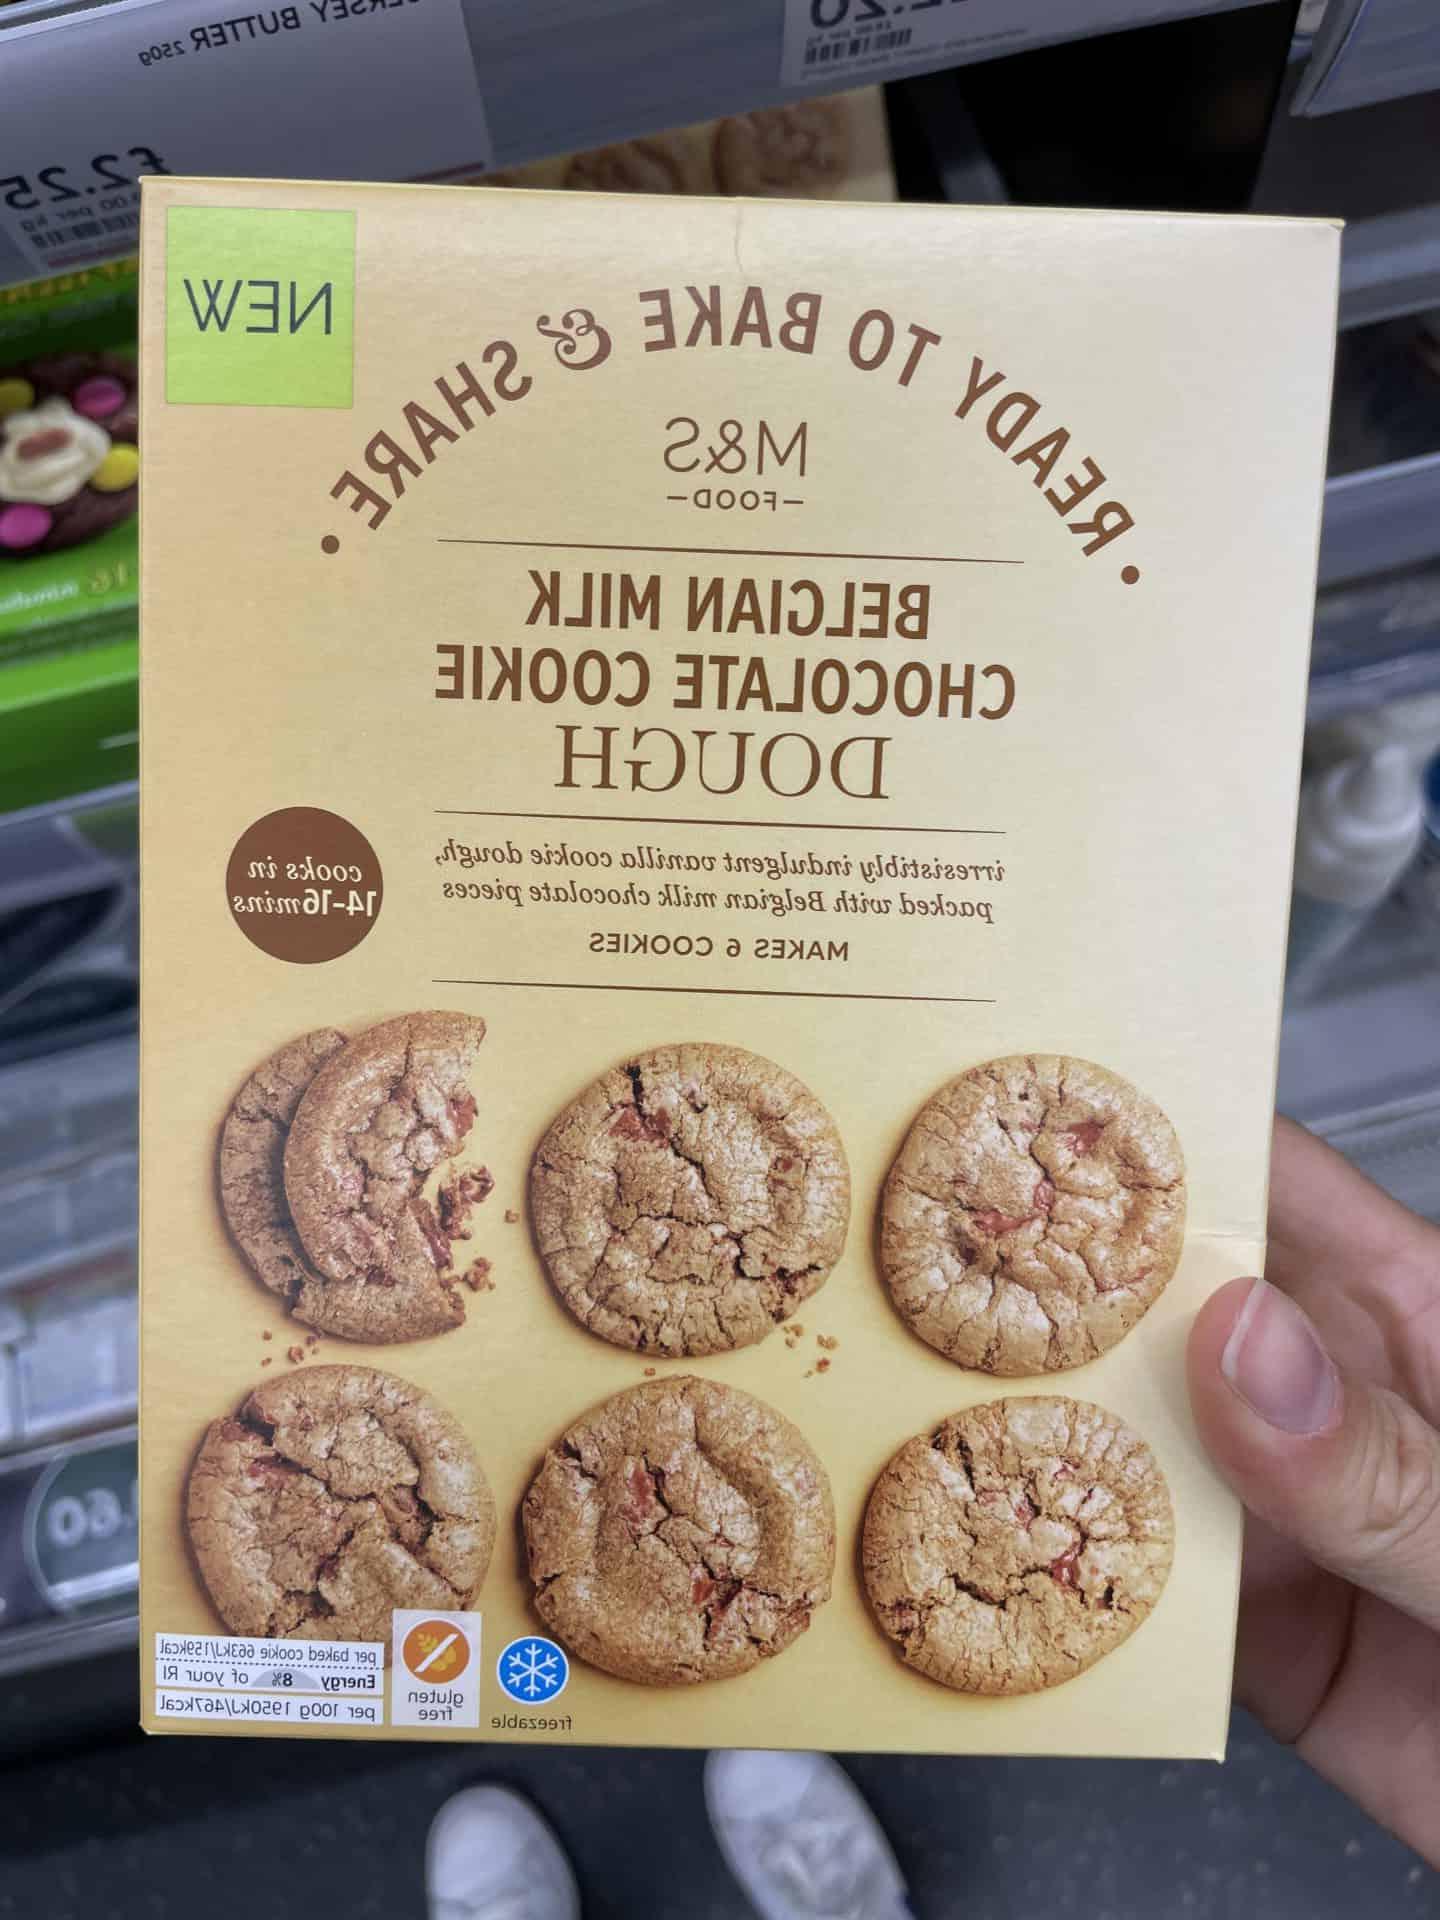 JERSEY BUTTER 250g
£2.25
NEW
• READY TO BAKE & SHARE •
M&S
FOOD
BELGIAN MILK
CHOCOLATE COOKIE
DOUGH
irresistibly indulgent vanilla cookie dough,
packed with Belgian milk chocolate pieces
MAKES 6 COOKIES
cooks in
14-16mins
freezable
gluten
free
per baked cookie 663kJ/159kcal
Energy 8% of your RI
per 100g 1950kJ/467kcal
.60